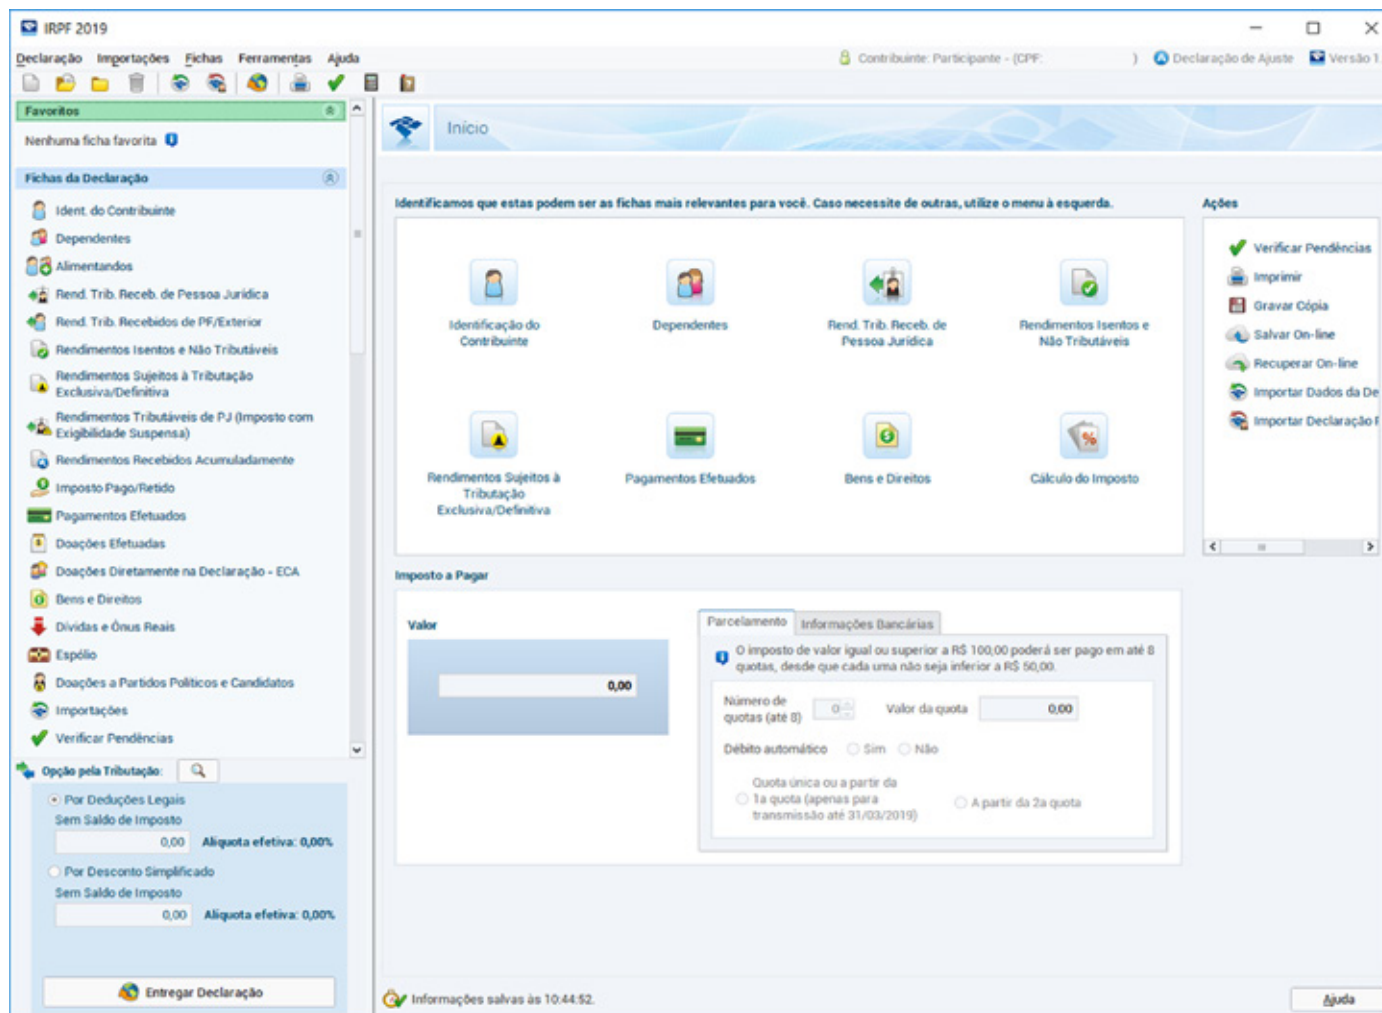 IRPF 2019
Declaração Importações Fichas Ferramentas Ajuda
Contribuinte: Participante - (CPF: )
Declaração de Ajuste
Versão 1.
Favoritos
Nenhuma ficha favorita
Fichas da Declaração
Ident. do Contribuinte
Dependentes
Alimentandos
Rend. Trib. Receb. de Pessoa Jurídica
Rend. Trib. Recebidos de PF/Exterior
Rendimentos Isentos e Não Tributáveis
Rendimentos Sujeitos à Tributação
Exclusiva/Definitiva
Rendimentos Tributáveis de PJ (Imposto com
Exigibilidade Suspensa)
Rendimentos Recebidos Acumuladamente
Imposto Pago/Retido
Pagamentos Efetuados
Doações Efetuadas
Doações Diretamente na Declaração - ECA
Bens e Direitos
Dívidas e Ônus Reais
Espólio
Doações a Partidos Políticos e Candidatos
Importações
Verificar Pendências
Opção pela Tributação:
Por Deduções Legais
Sem Saldo de Imposto
0,00 Alíquota efetiva: 0,00%
Por Desconto Simplificado
Sem Saldo de Imposto
0,00 Alíquota efetiva: 0,00%
Entregar Declaração
Início
Identificamos que estas podem ser as fichas mais relevantes para você. Caso necessite de outras, utilize o menu à esquerda.
Identificação do
Contribuinte
Dependentes
Rend. Trib. Receb. de
Pessoa Jurídica
Rendimentos Isentos e
Não Tributáveis
Rendimentos Sujeitos à
Tributação
Exclusiva/Definitiva
Pagamentos Efetuados
Bens e Direitos
Cálculo do Imposto
Ações
Verificar Pendências
Imprimir
Gravar Cópia
Salvar On-line
Recuperar On-line
Importar Dados da De
Importar Declaração P
Imposto a Pagar
Valor
0,00
Parcelamento Informações Bancárias
O imposto de valor igual ou superior a R$ 100,00 poderá ser pago em até 8
quotas, desde que cada uma não seja inferior a R$ 50,00.
Número de
quotas (até 8)
0
Valor da quota
0,00
Débito automático Sim Não
Quota única ou a partir da
1a quota (apenas para
transmissão até 31/03/2019)
A partir da 2a quota
Informações salvas às 10:44:52.
Ajuda